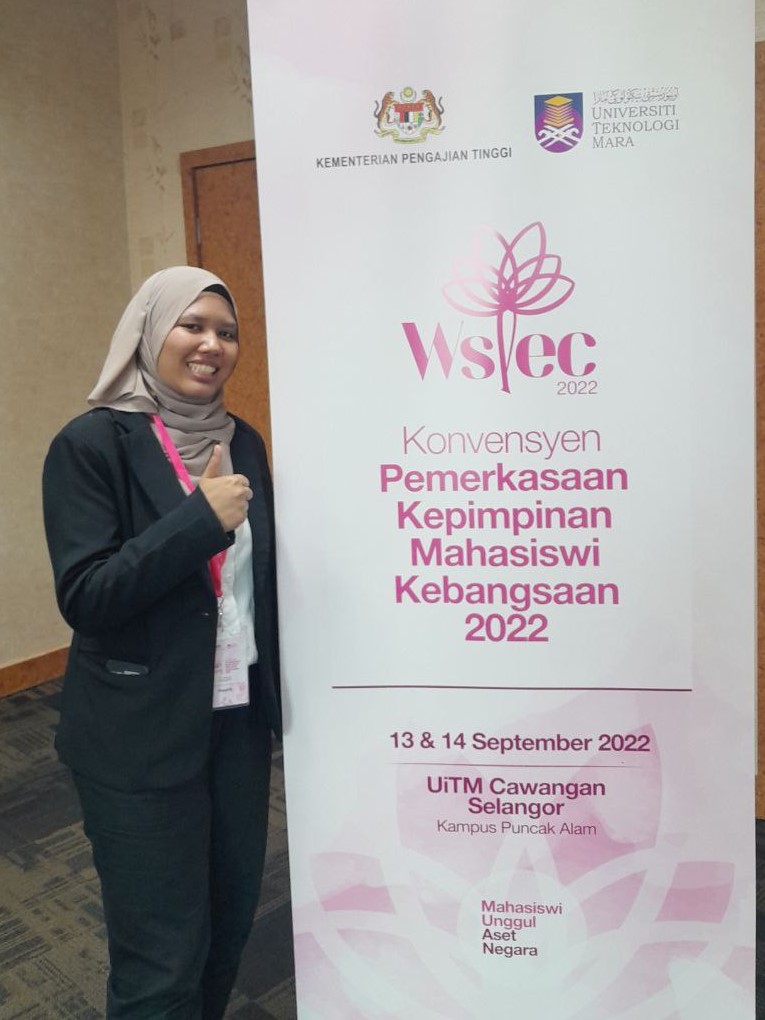 KEMENTERIAN PENGAJIAN TINGGI
UNIVERSITI
TEKNOLOGI
MARA
WSLEC
2022
Konvensyen
Pemerkasaan
Kepimpinan
Mahasiswi
Kebangsaan
2022
13 & 14 September 2022
UiTM Cawangan
Selangor
Kampus Puncak Alam
Mahasiswi
Unggul
Aset
Negara